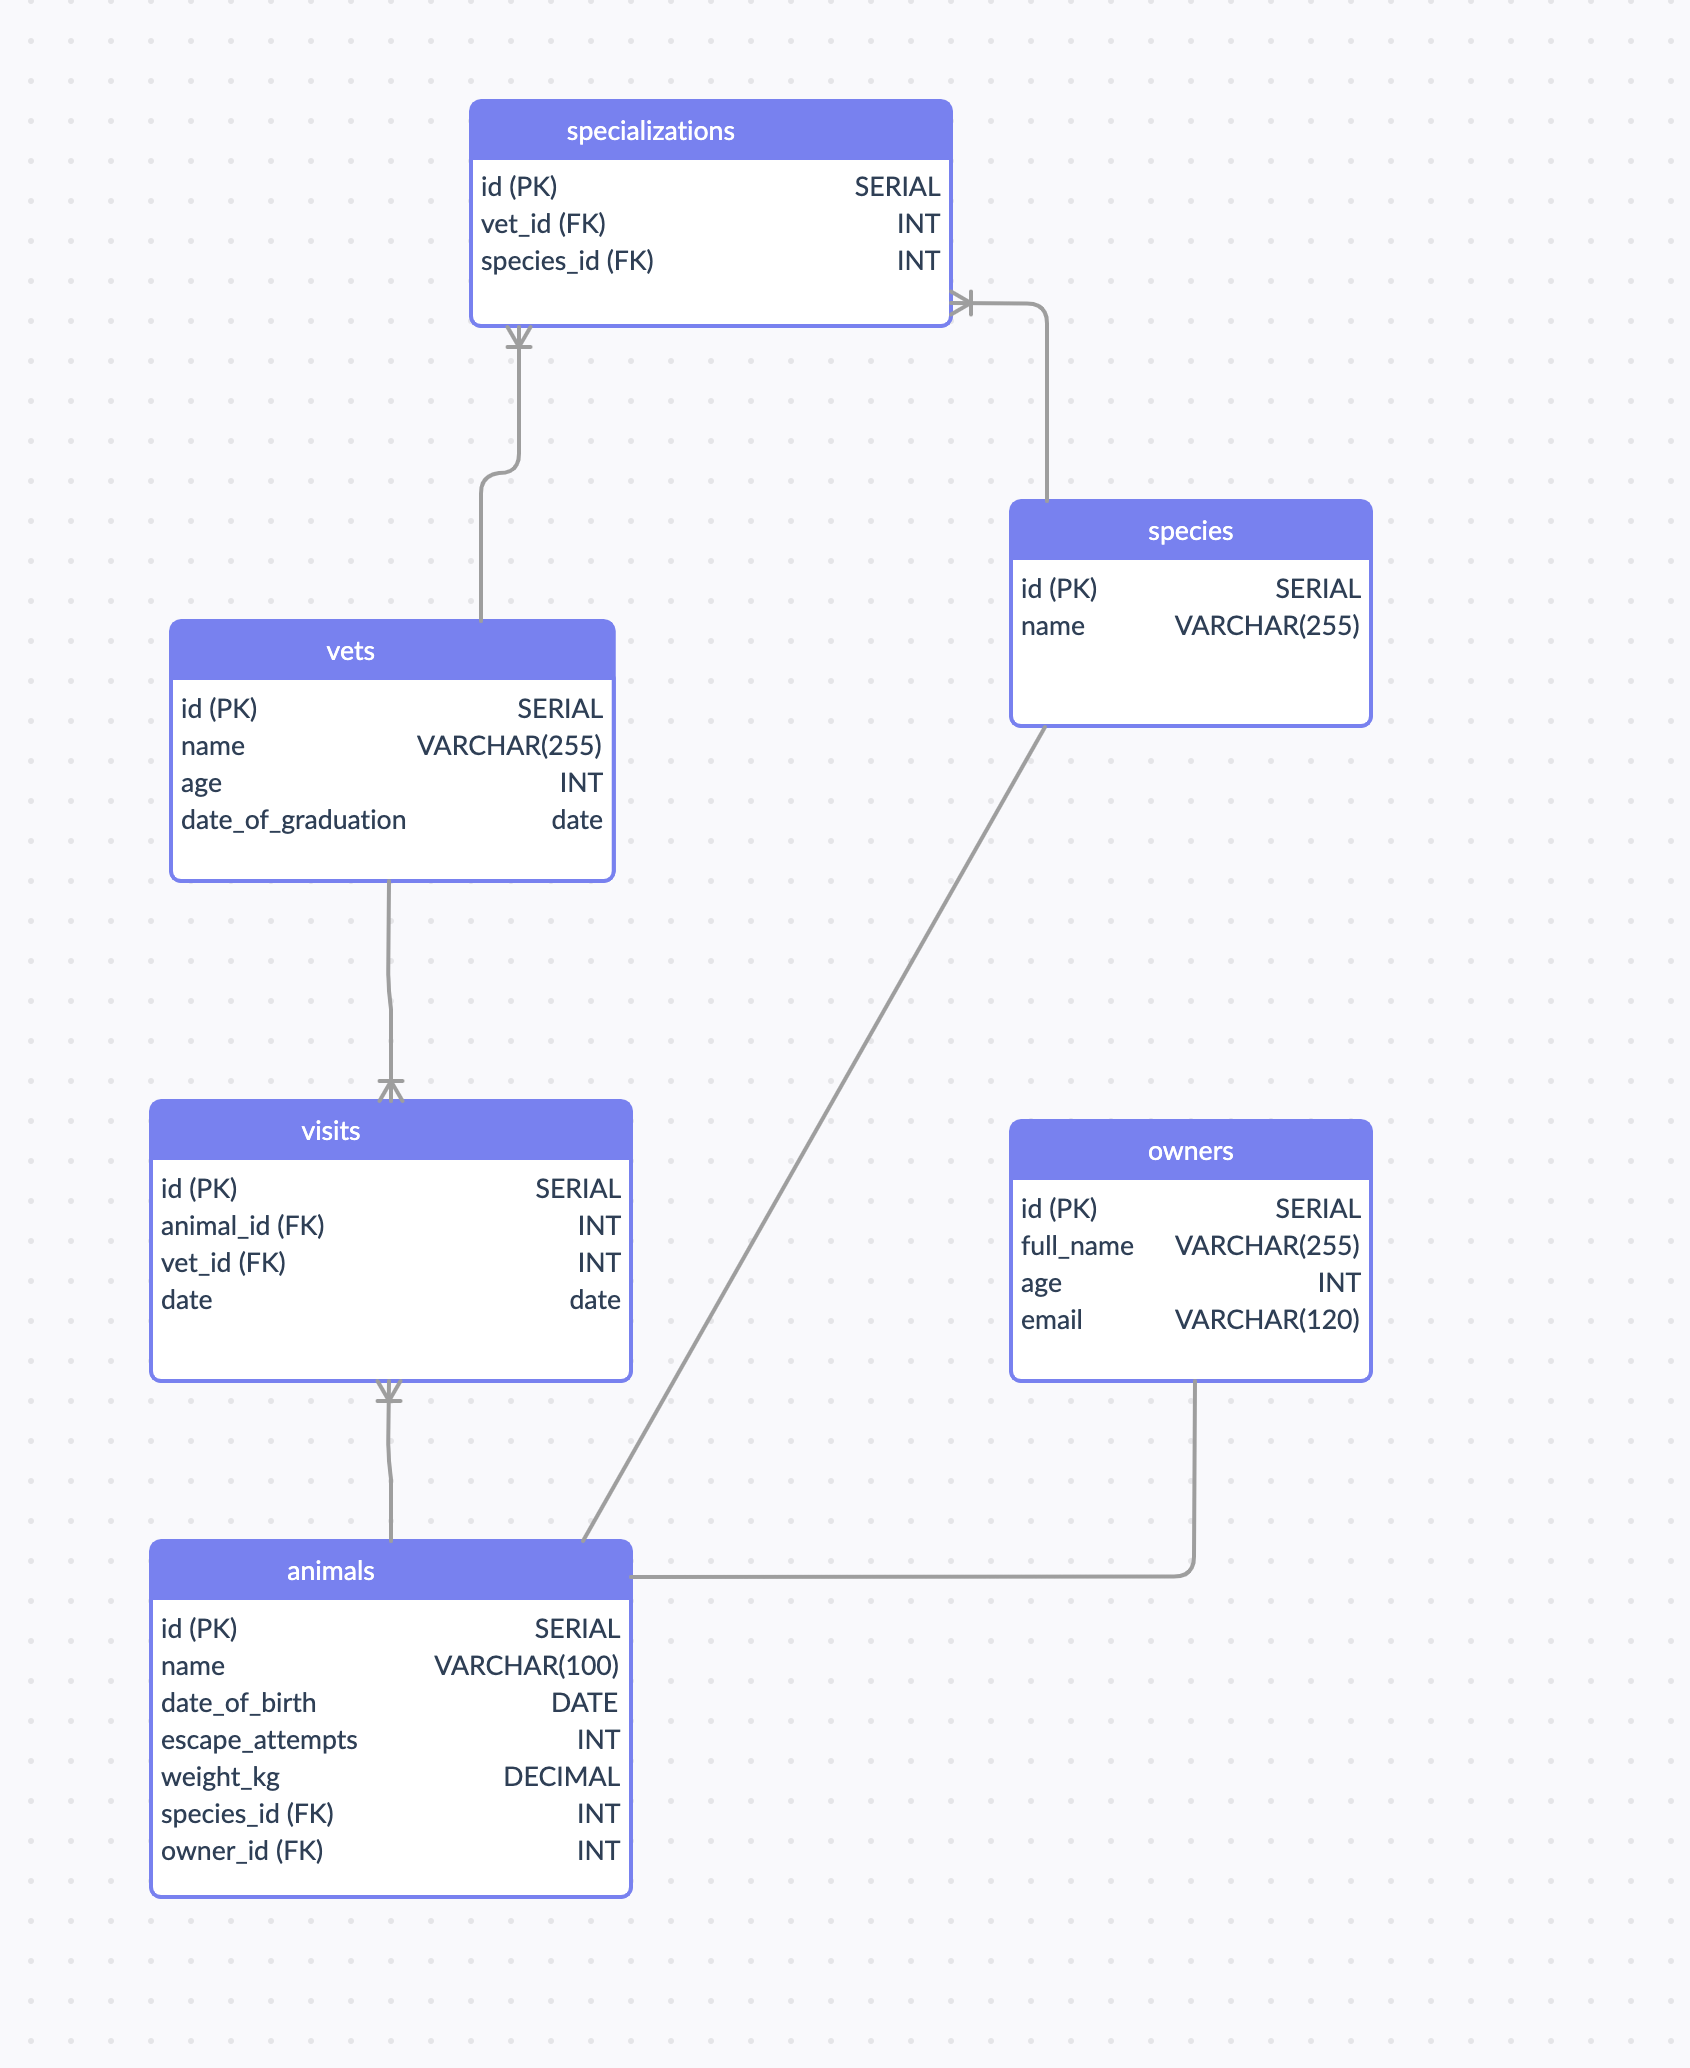 specializations
id (PK) SERIAL
vet_id (FK) INT
species_id (FK) INT
species
id (PK) SERIAL
name VARCHAR(255)
vets
id (PK) SERIAL
name VARCHAR(255)
age INT
date_of_graduation date
visits
id (PK) SERIAL
animal_id (FK) INT
vet_id (FK) INT
date date
owners
id (PK) SERIAL
full_name VARCHAR(255)
age INT
email VARCHAR(120)
animals
id (PK) SERIAL
name VARCHAR(100)
date_of_birth DATE
escape_attempts INT
weight_kg DECIMAL
species_id (FK) INT
owner_id (FK) INT